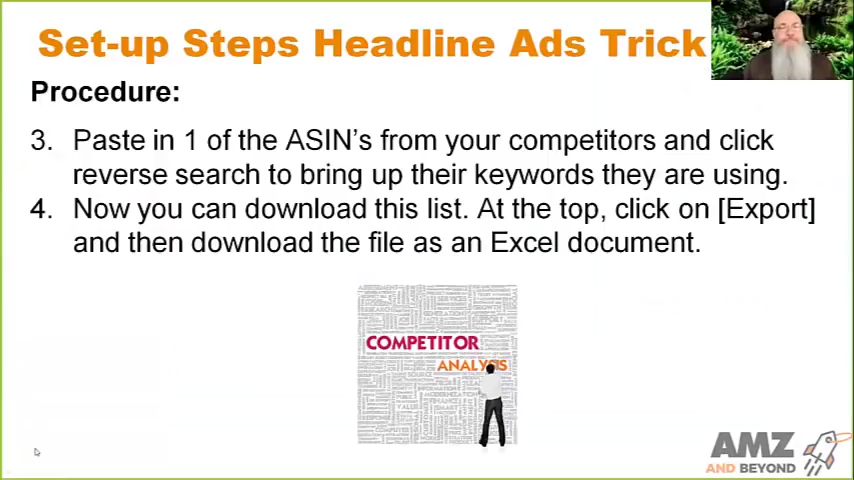 Set-up Steps Headline Ads Trick
Procedure:
3. Paste in 1 of the ASIN's from your competitors and click
reverse search to bring up their keywords they are using.
4. Now you can download this list. At the top, click on [Export]
and then download the file as an Excel document.
COMPETITOR
ANALYSIS
AMZ
AND BEYOND